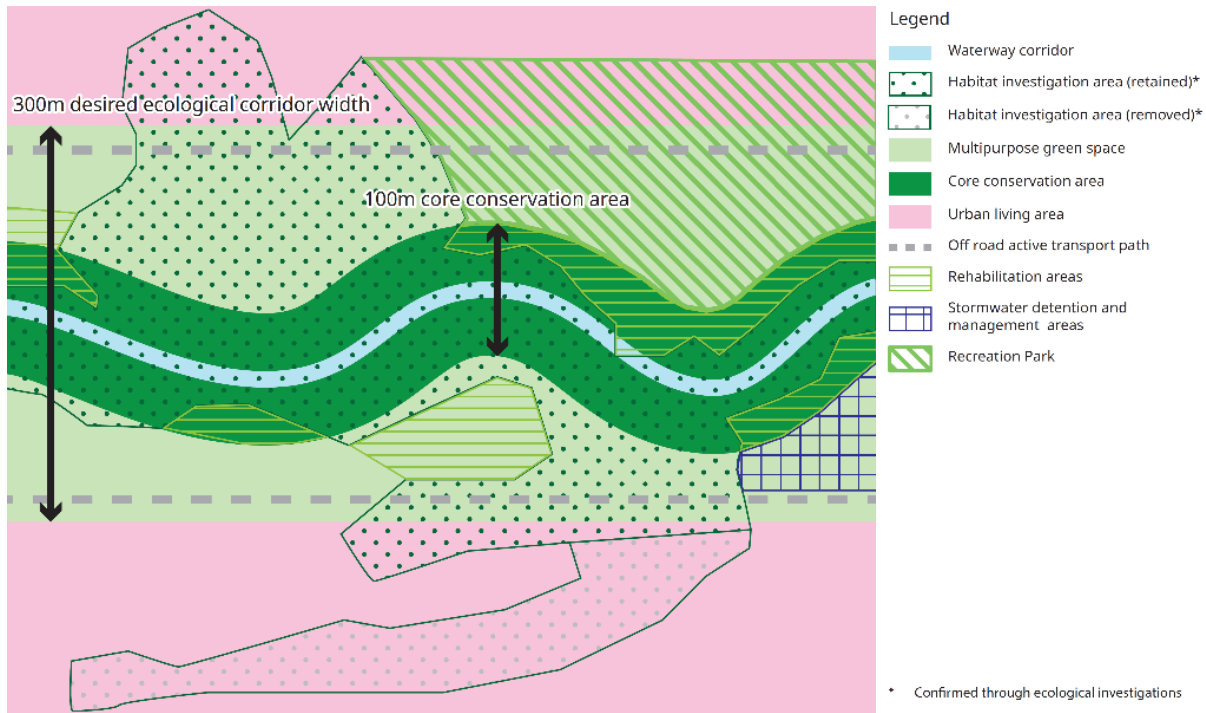 300m desired ecological corridor width
100m core conservation area
Legend
Waterway corridor
Habitat investigation area (retained)*
Habitat investigation area (removed)*
Multipurpose green space
Core conservation area
Urban living area
Off road active transport path
Rehabilitation areas
Stormwater detention and
management areas
Recreation Park
* Confirmed through ecological investigations